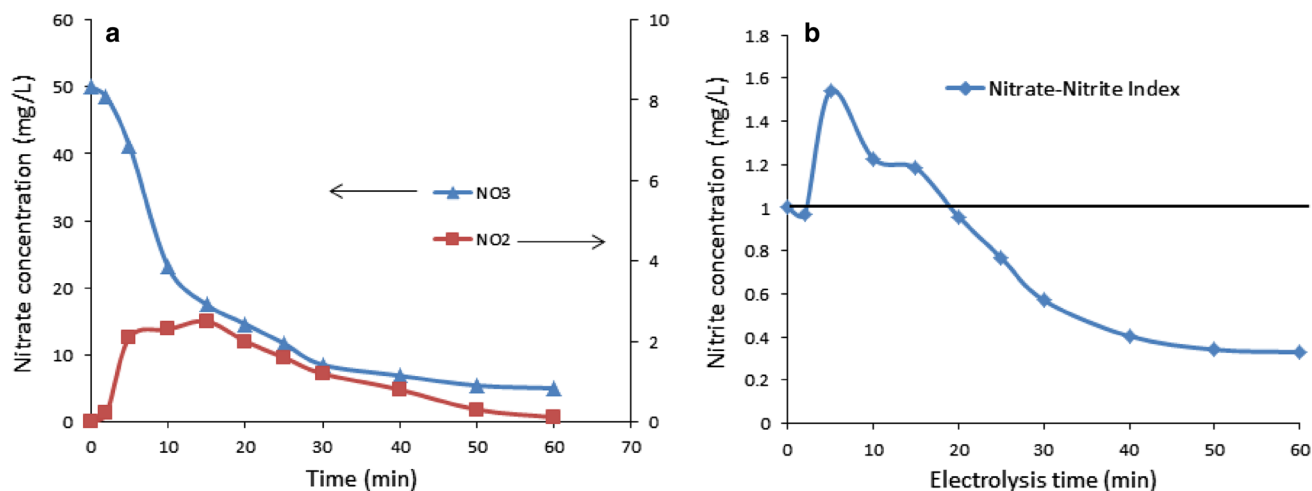 a
60
50
40
30
20
10
0
Nitrate concentration (mg/L)
10
8
6
4
2
0
NO3
NO2
0 10 20 30 40 50 60 70
Time (min)
b
1.8
1.6
1.4
1.2
1
0.8
0.6
0.4
0.2
0
Nitrite concentration (mg/L)
Nitrate-Nitrite Index
0 10 20 30 40 50 60
Electrolysis time (min)